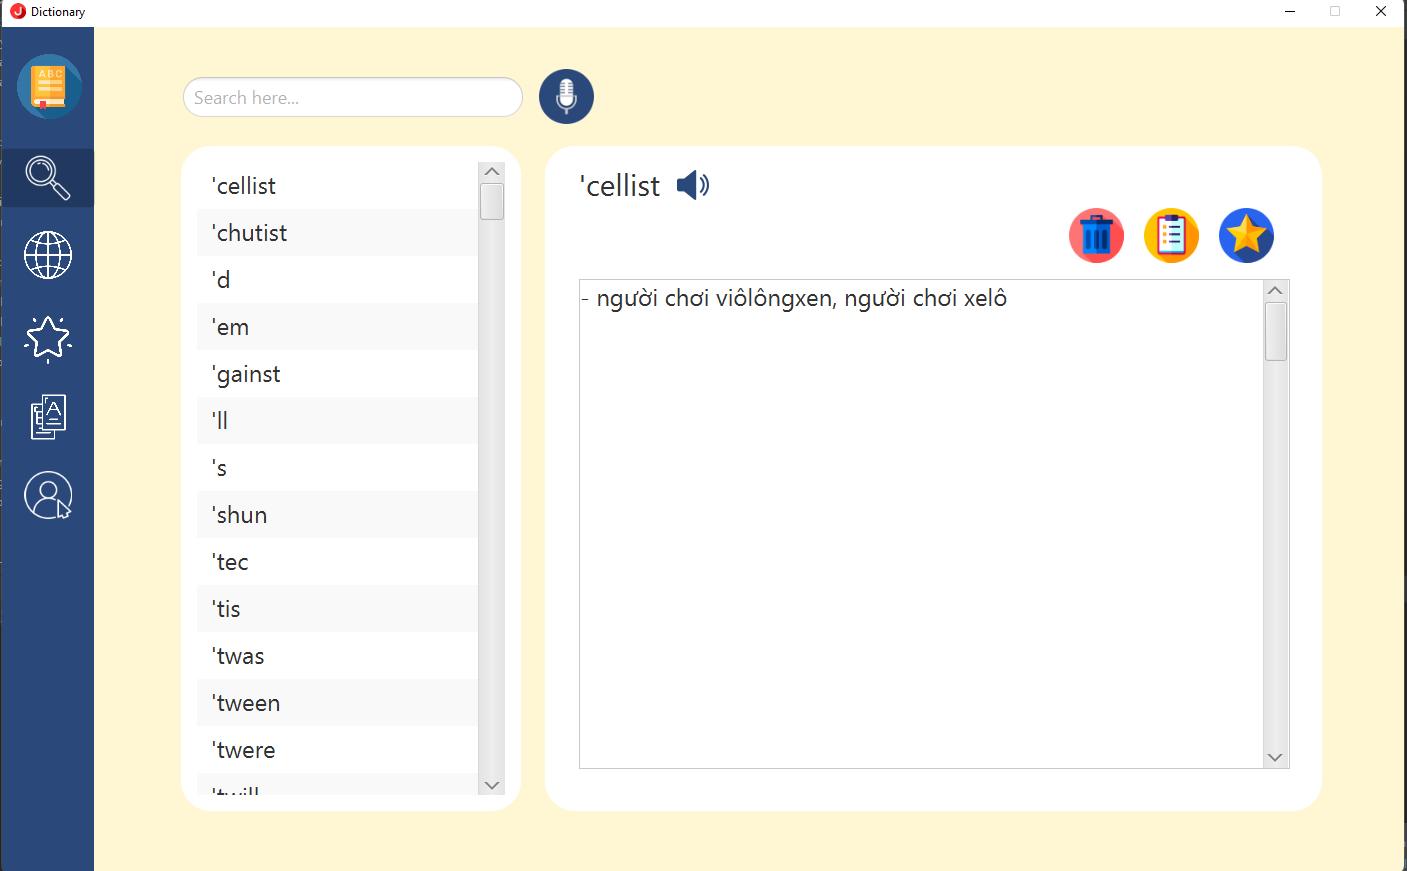 Dictionary
ABC
Search here...
'cellist
'chutist
'd
'em
'gainst
'll
's
'shun
'tec
'tis
'twas
'tween
'twere
'twill
'cellist
- người chơi viôlôngxen, người chơi xelô
A